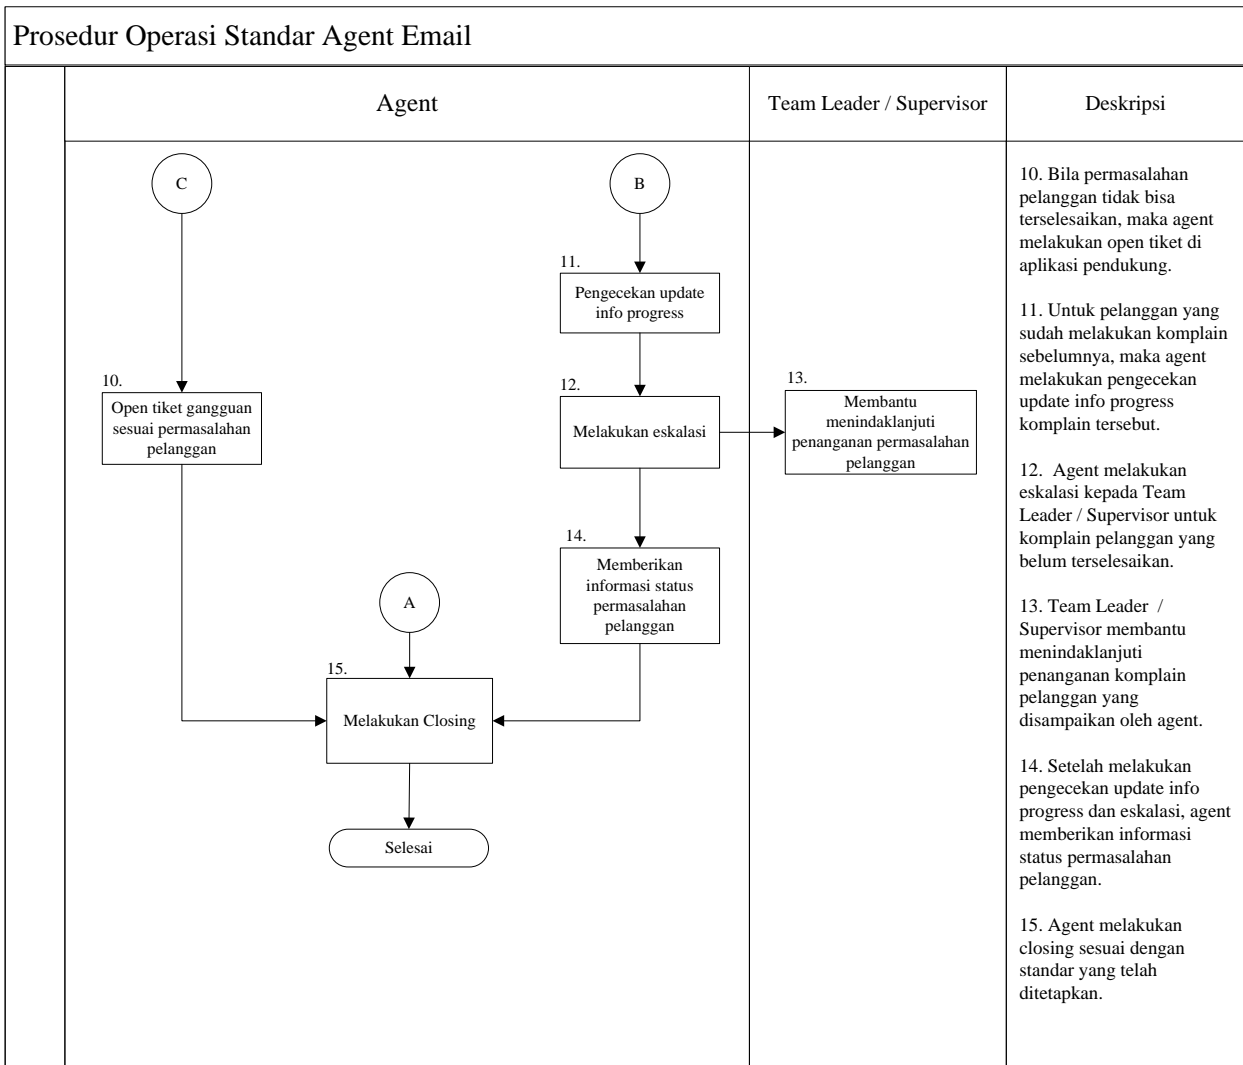 Prosedur Operasi Standar Agent Email
Agent
Team Leader / Supervisor
Deskripsi
C
B
11.
Pengecekan update
info progress
10.
Open tiket gangguan
sesuai permasalahan
pelanggan
12.
Melakukan eskalasi
13.
Membantu
menindaklanjuti
penanganan permasalahan
pelanggan
14.
Memberikan
informasi status
permasalahan
pelanggan
A
15.
Melakukan Closing
Selesai
10. Bila permasalahan
pelanggan tidak bisa
terselesaikan, maka agent
melakukan open tiket di
aplikasi pendukung.
11. Untuk pelanggan yang
sudah melakukan komplain
sebelumnya, maka agent
melakukan pengecekan
update info progress
komplain tersebut.
12. Agent melakukan
eskalasi kepada Team
Leader / Supervisor untuk
komplain pelanggan yang
belum terselesaikan.
13. Team Leader /
Supervisor membantu
menindaklanjuti
penanganan komplain
pelanggan yang
disampaikan oleh agent.
14. Setelah melakukan
pengecekan update info
progress dan eskalasi, agent
memberikan informasi
status permasalahan
pelanggan.
15. Agent melakukan
closing sesuai dengan
standar yang telah
ditetapkan.